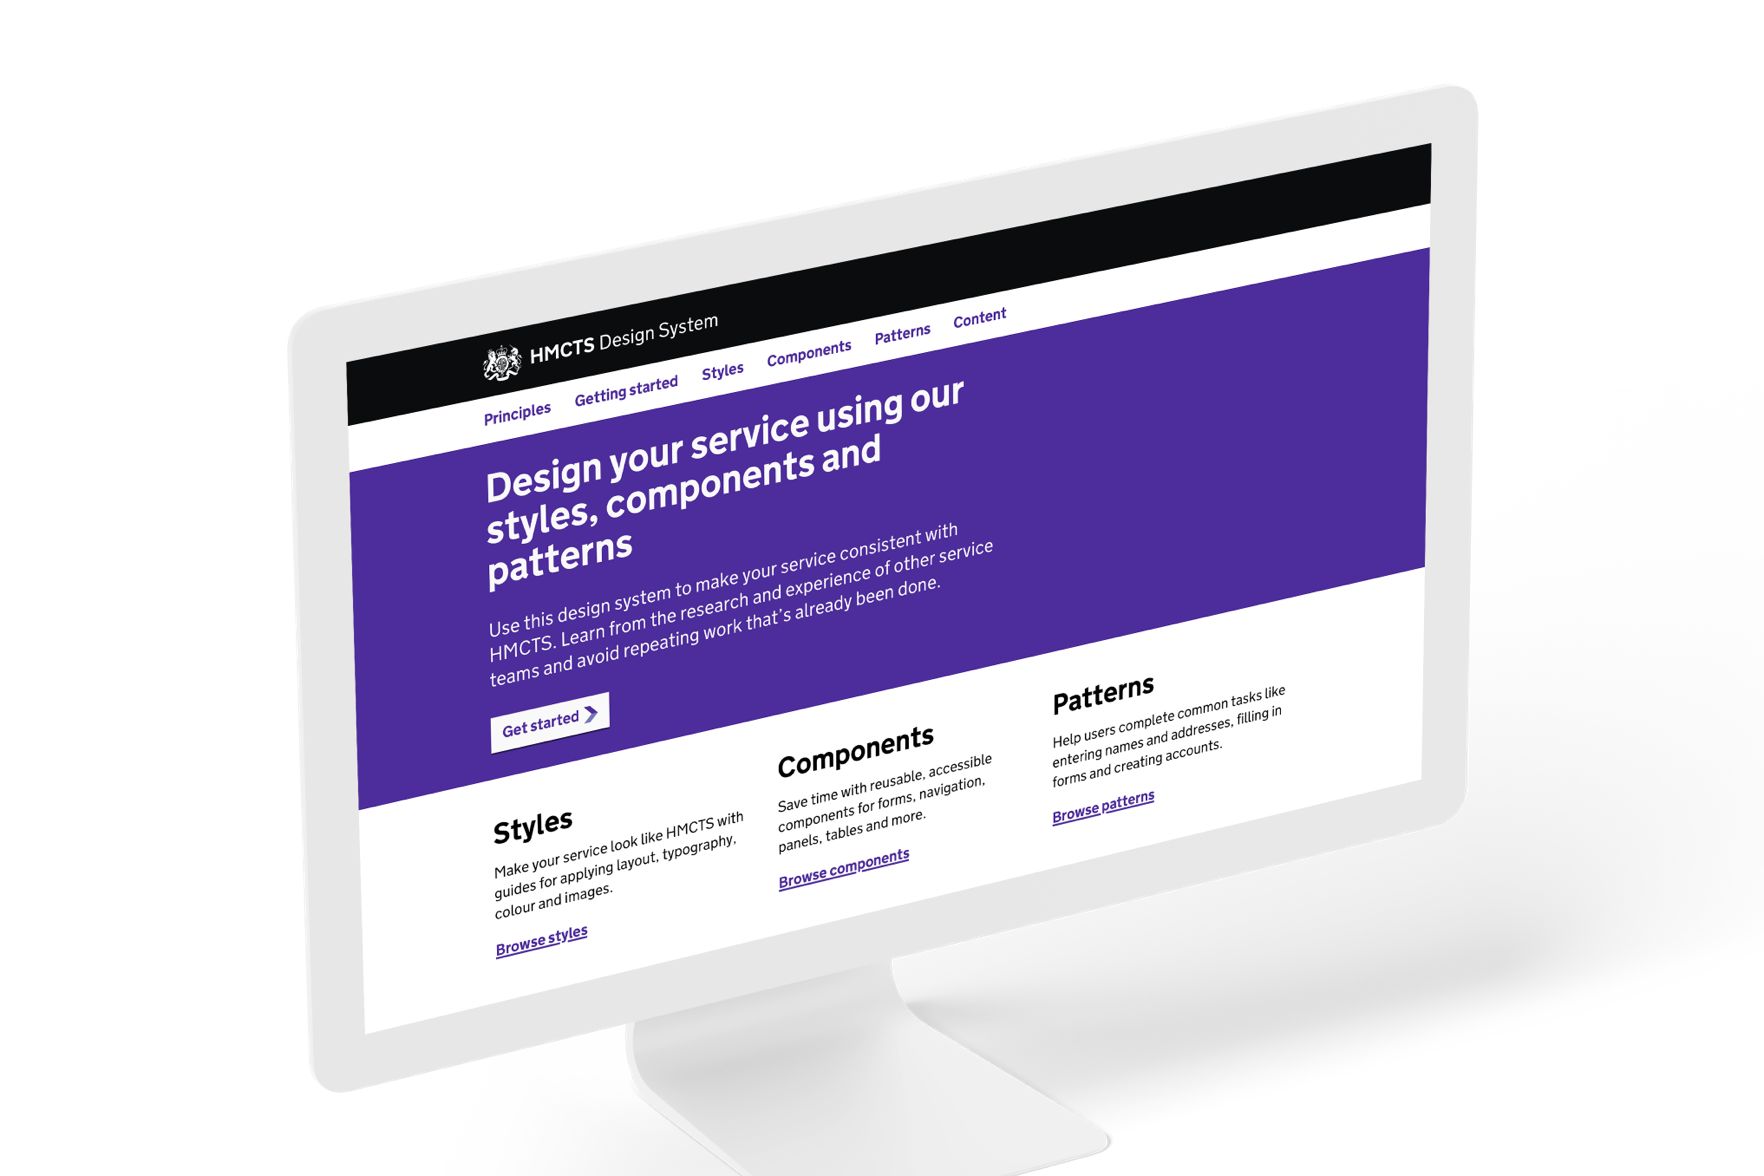 HMCTS Design System
Principles
Getting started
Styles
Components
Patterns
Content
Design your service using our
styles, components and
patterns
Use this design system to make your service consistent with
HMCTS. Learn from the research and experience of other service
teams and avoid repeating work that’s already been done.
Get started
Styles
Make your service look like HMCTS with
guides for applying layout, typography,
colour and images.
Browse styles
Components
Save time with reusable, accessible
components for forms, navigation,
panels, tables and more.
Browse components
Patterns
Help users complete common tasks like
entering names and addresses, filling in
forms and creating accounts.
Browse patterns